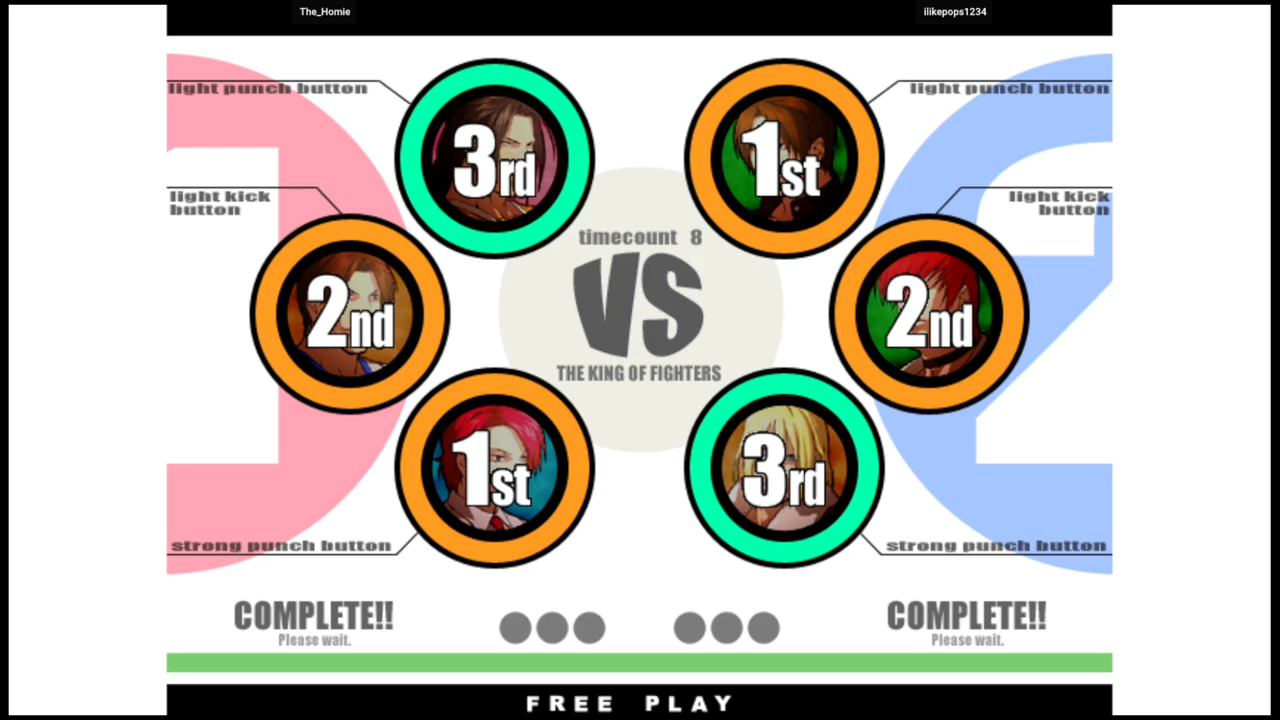 The_Homie
ilikepops1234
light punch button
light punch button
3rd
1st
light kick
button
light kick
button
timecount 8
VS
THE KING OF FIGHTERS
2nd
2nd
1st
3rd
strong punch button
strong punch button
COMPLETE!!
Please wait.
COMPLETE!!
Please wait.
FREE PLAY